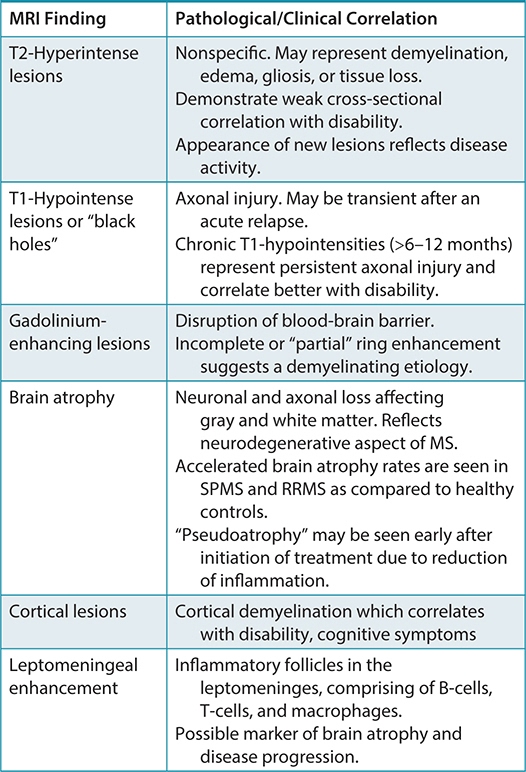 MRI Finding
Pathological/Clinical Correlation
T2-Hyperintense
lesions
Nonspecific. May represent demyelination,
edema, gliosis, or tissue loss.
Demonstrate weak cross-sectional
correlation with disability.
Appearance of new lesions reflects disease
activity.
T1-Hypointense
lesions or “black
holes”
Axonal injury. May be transient after an
acute relapse.
Chronic T1-hypointensities (>6–12 months)
represent persistent axonal injury and
correlate better with disability.
Gadolinium-
enhancing lesions
Disruption of blood-brain barrier.
Incomplete or “partial” ring enhancement
suggests a demyelinating etiology.
Brain atrophy
Neuronal and axonal loss affecting
gray and white matter. Reflects
neurodegenerative aspect of MS.
Accelerated brain atrophy rates are seen in
SPMS and RRMS as compared to healthy
controls.
“Pseudoatrophy” may be seen early after
initiation of treatment due to reduction
of inflammation.
Cortical lesions
Cortical demyelination which correlates
with disability, cognitive symptoms
Leptomeningeal
enhancement
Inflammatory follicles in the
leptomeninges, comprising of B-cells,
T-cells, and macrophages.
Possible marker of brain atrophy and
disease progression.